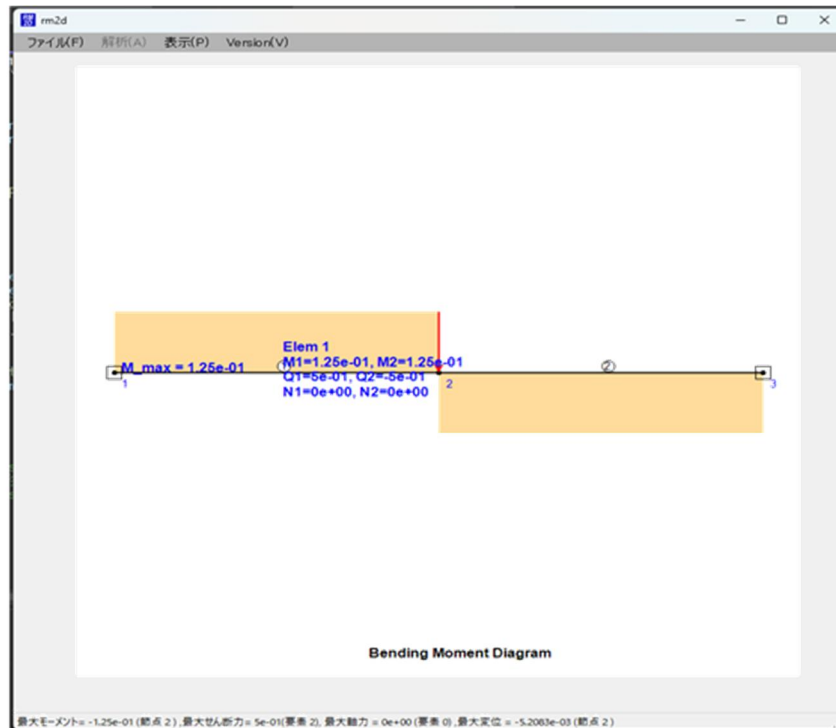 rm2d
ファイル(F) 解析(A) 表示(P) Version(V)
Elem 1
M_max = 1.25e-01
M1=1.25e-01, M2=1.25e-01
Q1=5e-01, Q2=-5e-01
N1=0e+00, N2=0e+00
1
2
1
2
3
Bending Moment Diagram
最大モーメント= -1.25e-01 (節点 2 ) ,最大せん断力= 5e-01(要素 2), 最大軸力 = 0e+00 (要素 0) ,最大変位 = -5.2083e-03 (節点 2 )